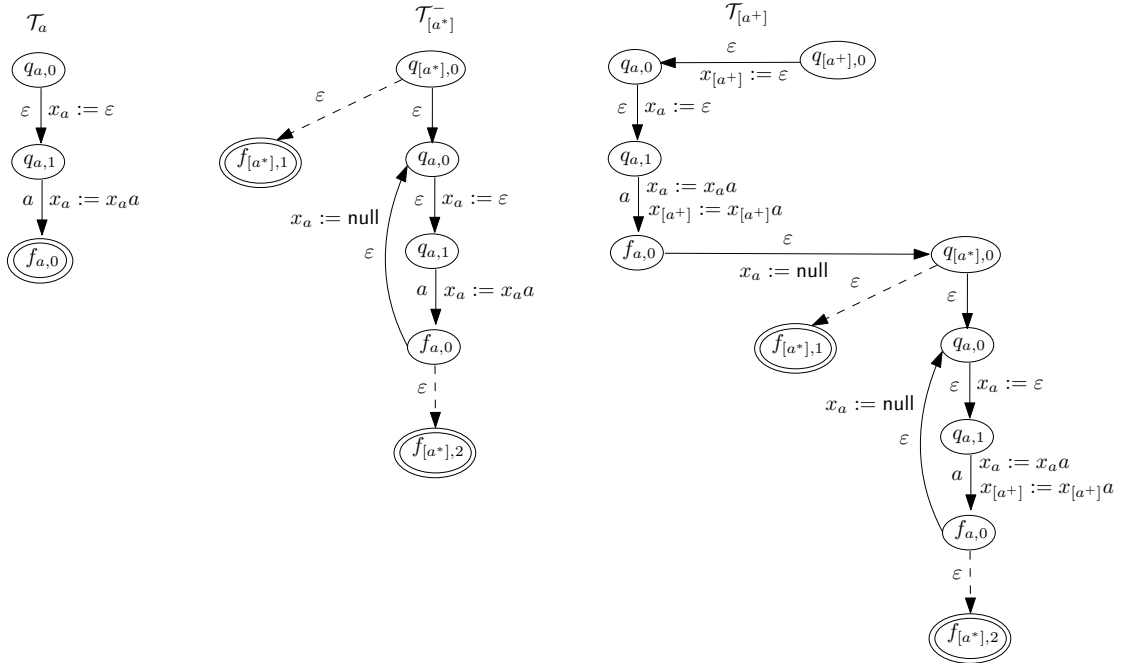 𝒯ₐ
q_{a,0}
ε x_a := ε
q_{a,1}
a x_a := x_a a
f_{a,0}
𝒯⁻_{[a*]}
q_{[a*],0}
ε
ε
f_{[a*],1}
q_{a,0}
ε x_a := ε
x_a := null
ε
q_{a,1}
a x_a := x_a a
f_{a,0}
ε
f_{[a*],2}
𝒯_{[a⁺]}
ε
q_{a,0}
q_{[a⁺],0}
x_{[a⁺]} := ε
ε x_a := ε
q_{a,1}
a x_a := x_a a
x_{[a⁺]} := x_{[a⁺]} a
f_{a,0}
ε
x_a := null
q_{[a*],0}
ε
ε
f_{[a*],1}
q_{a,0}
ε x_a := ε
x_a := null
ε
q_{a,1}
a x_a := x_a a
x_{[a⁺]} := x_{[a⁺]} a
f_{a,0}
ε
f_{[a*],2}